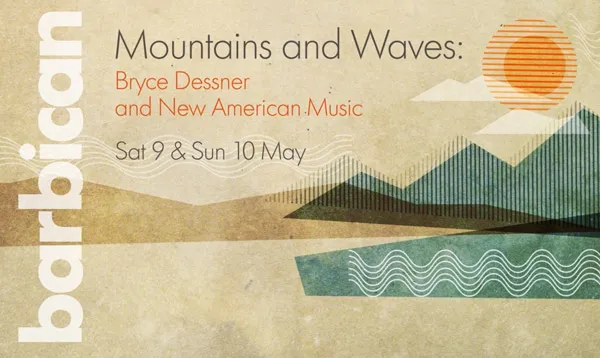 barbican
Mountains and Waves:
Bryce Dessner
and New American Music
Sat 9 & Sun 10 May